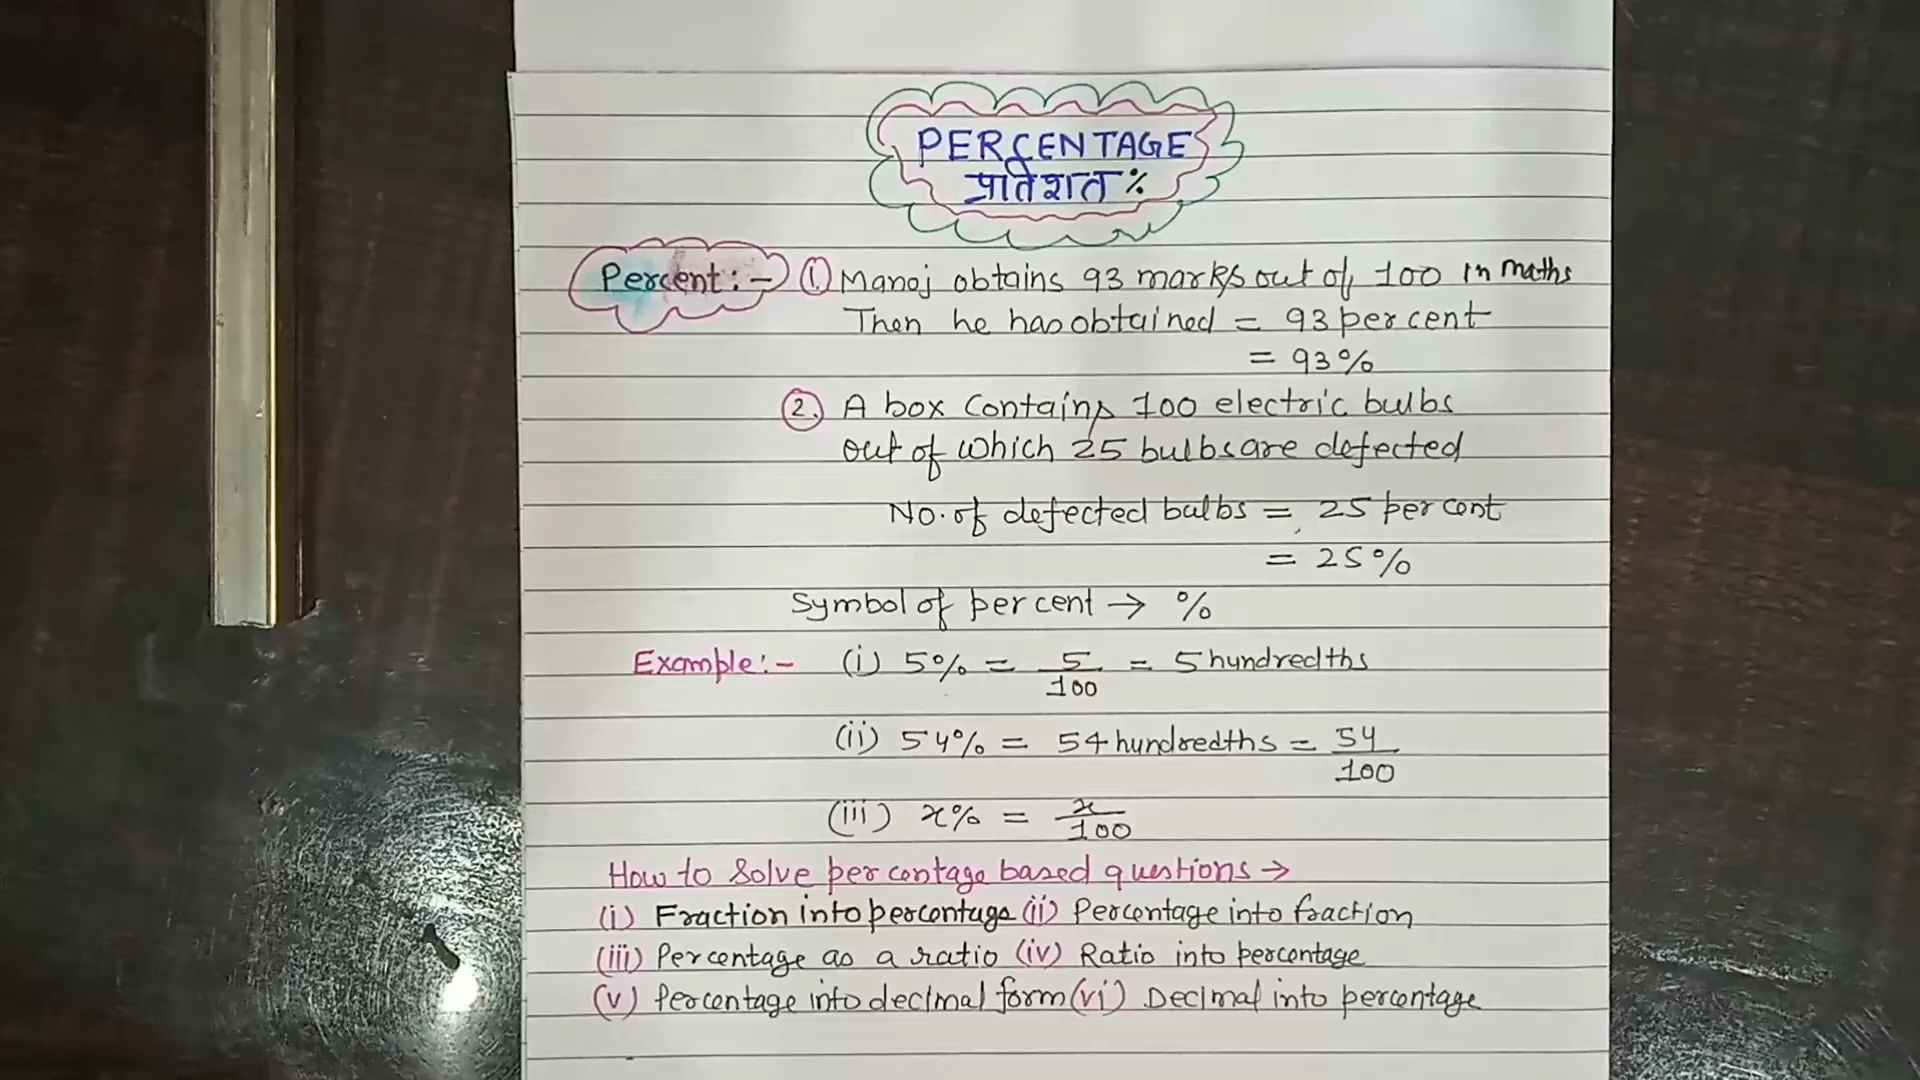 PERCENTAGE
प्रतिशत %
Percent :- 1. Manoj obtains 93 marks out of 100 in maths
Then he has obtained = 93 per cent
= 93%
2. A box contains 100 electric bulbs
out of which 25 bulbs are defected
No. of defected bulbs = 25 per cent
= 25%
Symbol of per cent → %
Example :- (i) 5% = 5/100 = 5 hundredths
(ii) 54% = 54 hundredths = 54/100
(iii) x% = x/100
How to solve percentage based questions →
(i) Fraction into percentage (ii) Percentage into fraction
(iii) Percentage as a ratio (iv) Ratio into percentage
(v) Percentage into decimal form (vi) Decimal into percentage